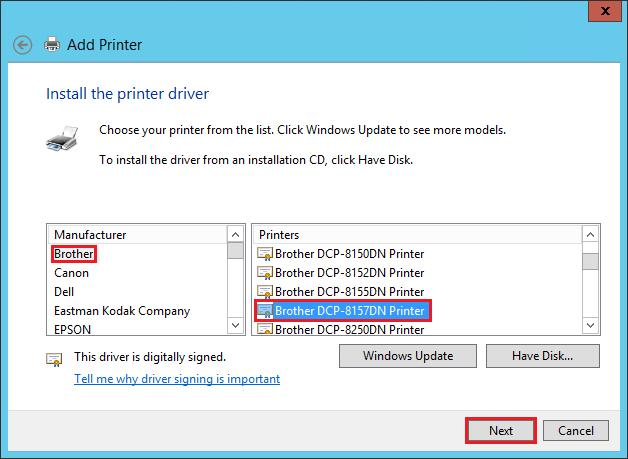 x
Add Printer
Install the printer driver
Choose your printer from the list. Click Windows Update to see more models.
To install the driver from an installation CD, click Have Disk.
Manufacturer
Brother
Canon
Dell
Eastman Kodak Company
EPSON
Printers
Brother DCP-8150DN Printer
Brother DCP-8152DN Printer
Brother DCP-8155DN Printer
Brother DCP-8157DN Printer
Brother DCP-8250DN Printer
This driver is digitally signed.
Tell me why driver signing is important
Windows Update
Have Disk...
Next
Cancel